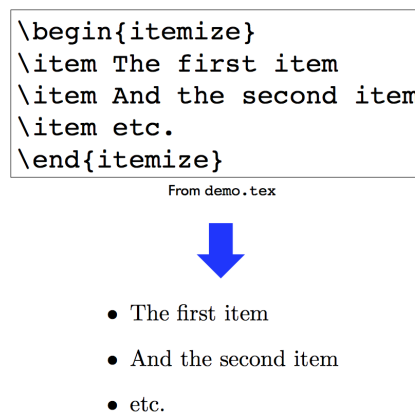 \begin{itemize}
\item The first item
\item And the second item
\item etc.
\end{itemize}
From demo.tex
• The first item
• And the second item
• etc.